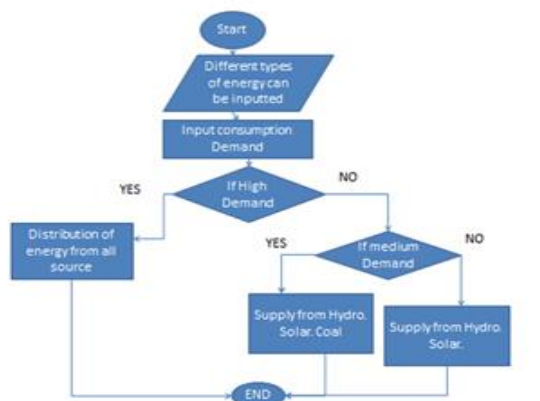 Start
Different types
of energy can
be inputted
Input consumption
Demand
If High
Demand
YES
NO
Distribution of
energy from all
source
If medium
Demand
YES
NO
Supply from Hydro.
Solar. Coal
Supply from Hydro.
Solar.
END